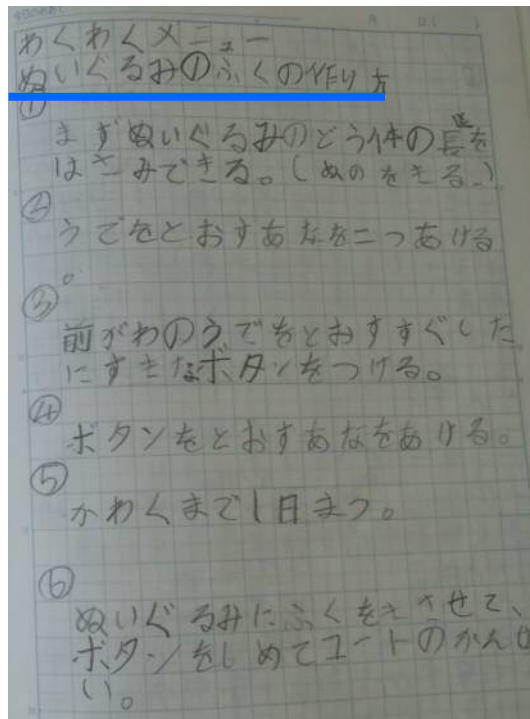 わくわくメニュー
ぬいぐるみのふくの作り方
①
まずぬいぐるみのどう体の長を
はさみできる。(ぬのをきる。)
②
うでをとおすあなを二つあける
。
③
前がわのうでをとおすすぐした
にすきなボタンをつける。
④
ボタンをとおすあなをあける。
⑤
かわくまで1日まつ。
⑥
ぬいぐるみにふくをきさせて、
ボタンをしめてコートのかんせ
い。